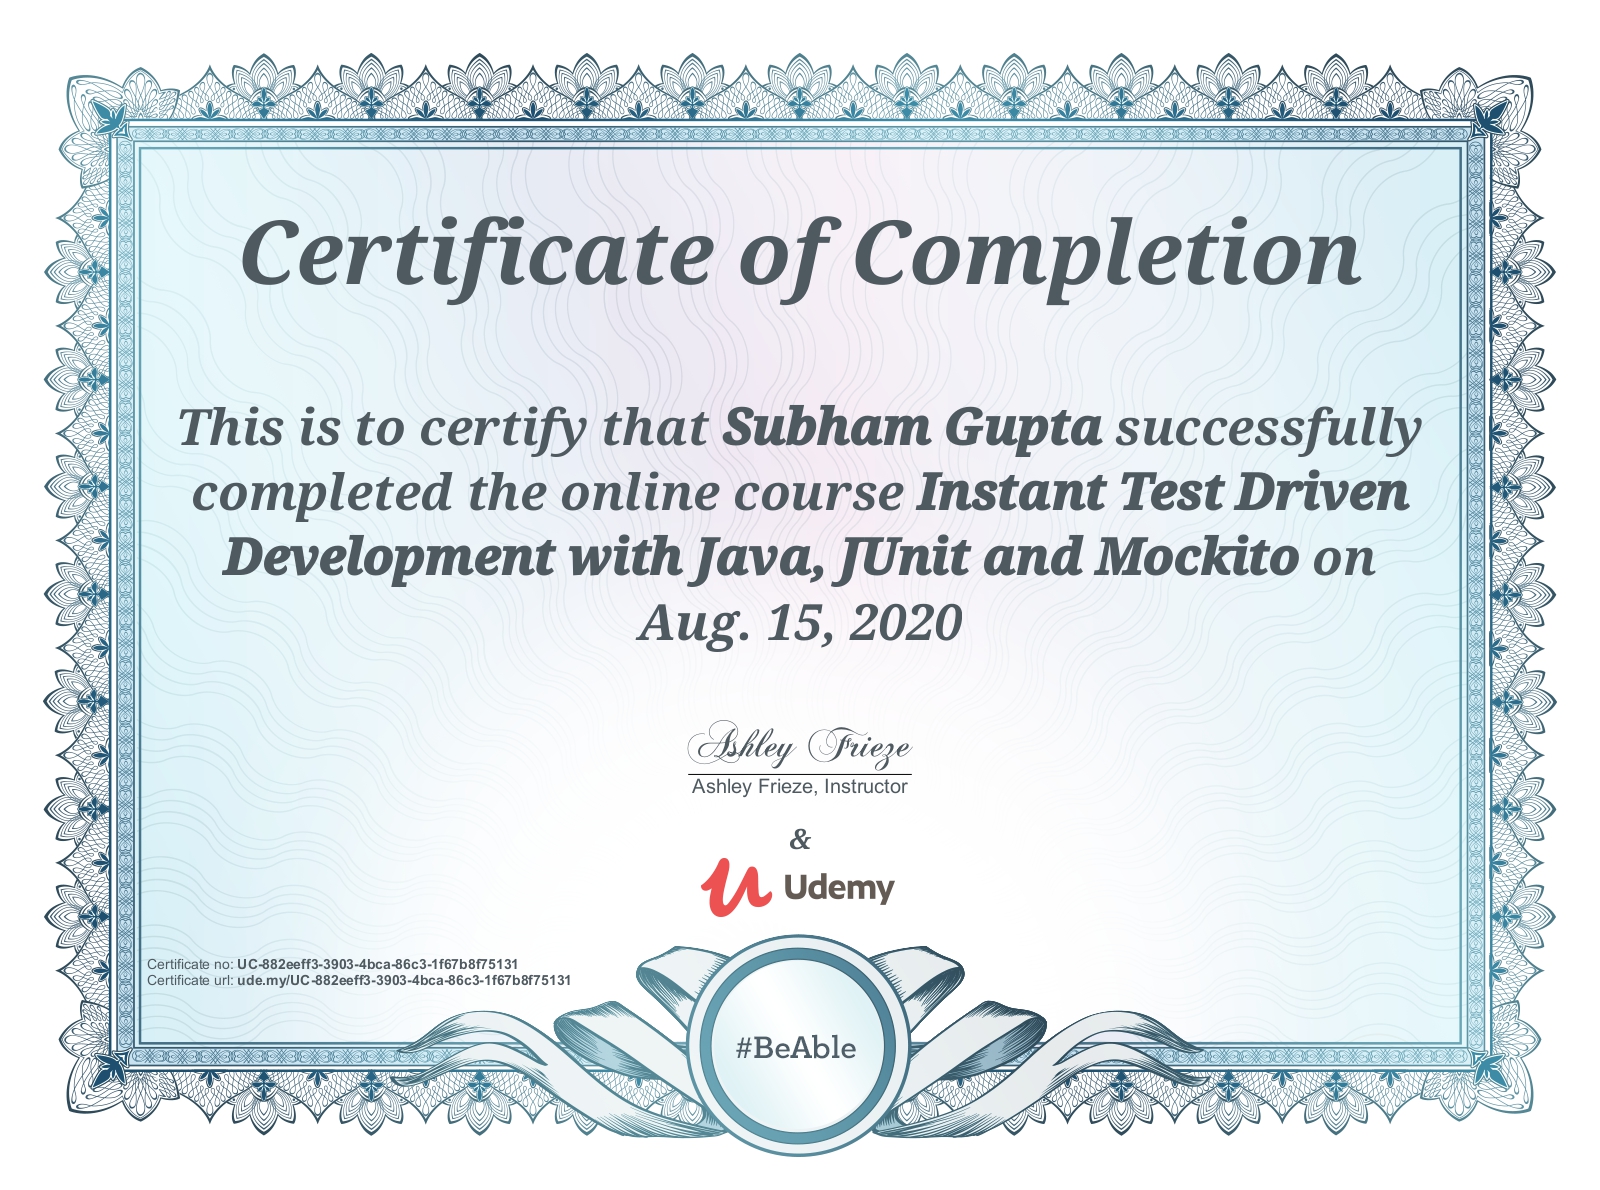 Certificate of Completion
This is to certify that Subham Gupta successfully
completed the online course Instant Test Driven
Development with Java, JUnit and Mockito on
Aug. 15, 2020
Ashley Frieze
Ashley Frieze, Instructor
&
Udemy
Certificate no: UC-882eeff3-3903-4bca-86c3-1f67b8f75131
Certificate url: ude.my/UC-882eeff3-3903-4bca-86c3-1f67b8f75131
#BeAble